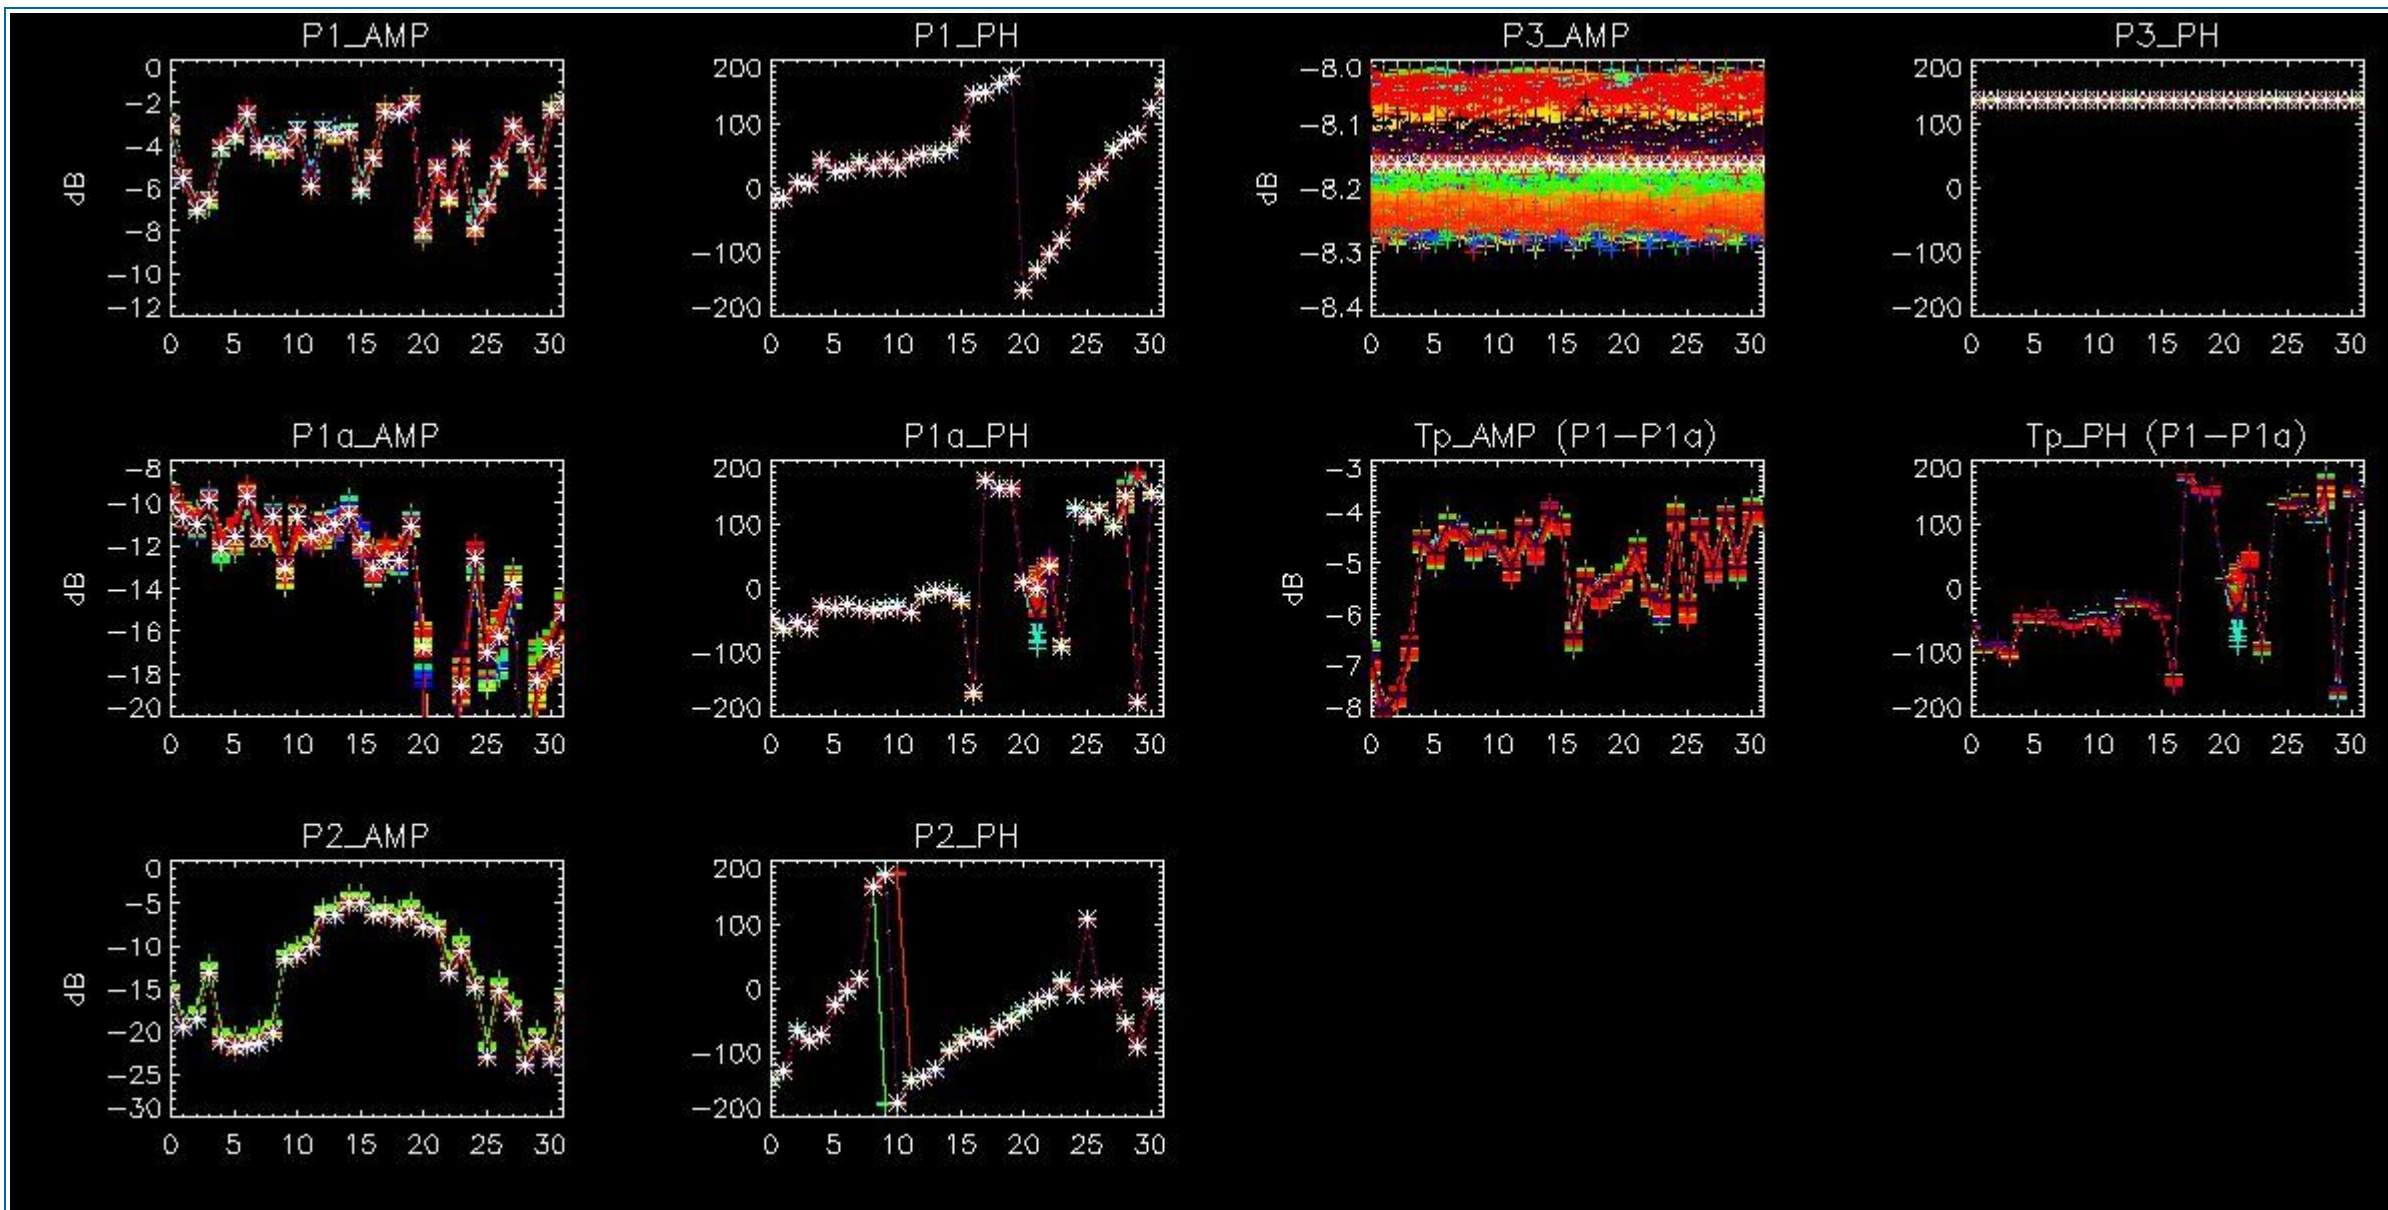 P1_AMP
0
−2
−4
−6
−8
−10
−12
dB
0 5 10 15 20 25 30
P1_PH
200
100
0
−100
−200
0 5 10 15 20 25 30
P3_AMP
−8.0
−8.1
−8.2
−8.3
−8.4
dB
0 5 10 15 20 25 30
P3_PH
200
100
0
−100
−200
0 5 10 15 20 25 30
P1a_AMP
−8
−10
−12
−14
−16
−18
−20
dB
0 5 10 15 20 25 30
P1a_PH
200
100
0
−100
−200
0 5 10 15 20 25 30
Tp_AMP (P1−P1a)
−3
−4
−5
−6
−7
−8
dB
0 5 10 15 20 25 30
Tp_PH (P1−P1a)
200
100
0
−100
−200
0 5 10 15 20 25 30
P2_AMP
0
−5
−10
−15
−20
−25
−30
dB
0 5 10 15 20 25 30
P2_PH
200
100
0
−100
−200
0 5 10 15 20 25 30